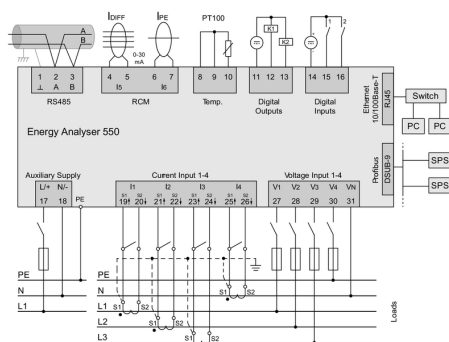 IDIFF
IPE
PT100
A
B
K1
K2
1
2
0-30
mA
1 2 3
⊥ A B
RS485
4 5 6 7
I5 I6
RCM
8 9 10
Temp.
11 12 13
Digital
Outputs
14 15 16
Digital
Inputs
Ethernet
10/100Base-T
RJ45
Switch
PC
PC
Energy Analyser 550
Profibus
DSUB-9
SPS
SPS
Auxiliary Supply
L/+ N/-
17 18
PE
Current Input 1-4
I1 I2 I3 I4
S1 S2 S1 S2 S1 S2 S1 S2
19 20 21 22 23 24 25 26
Voltage Input 1-4
V1 V2 V3 V4 VN
27 28 29 30 31
PE
N
L1
PE
N
L1
L2
L3
S1 S2
S1 S2
S1 S2
S1 S2
Loads